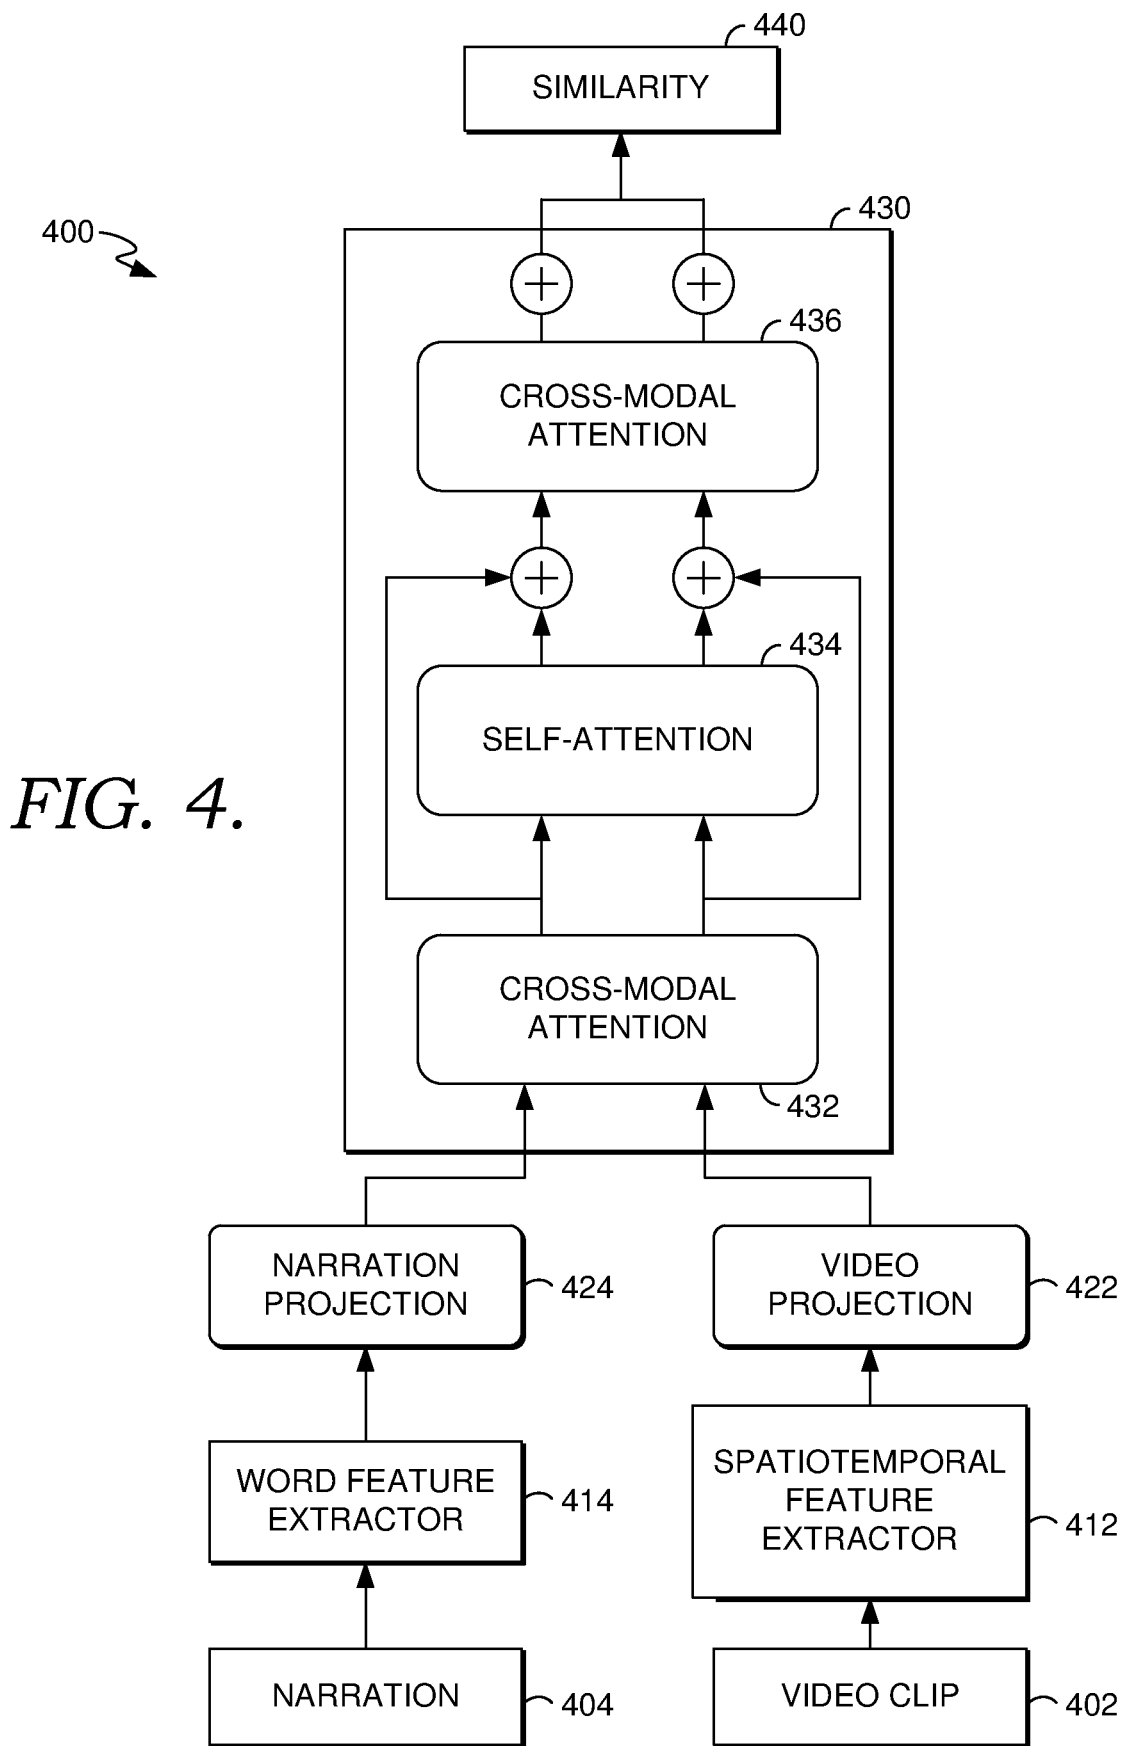 440
SIMILARITY
430
400
+ +
436
CROSS-MODAL
ATTENTION
+ +
434
SELF-ATTENTION
FIG. 4.
CROSS-MODAL
ATTENTION
432
NARRATION
PROJECTION
424
VIDEO
PROJECTION
422
WORD FEATURE
EXTRACTOR
414
SPATIOTEMPORAL
FEATURE
EXTRACTOR
412
NARRATION
404
VIDEO CLIP
402